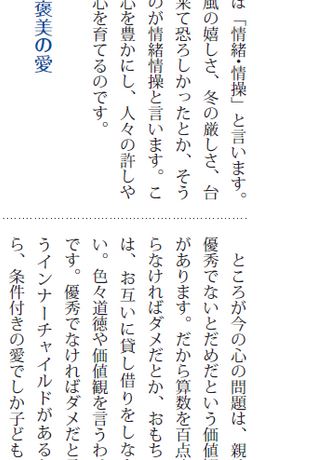 は「情緒・情操」と言います。
風の嬉しさ、冬の厳しさ、台
来て恐ろしかったとか、そう
のが情緒情操と言います。こ
心を豊かにし、人々の許しや
心を育てるのです。
褒美の愛
ところが今の心の問題は、親
優秀でないとだめだという価値
があります。だから算数を百点
らなければダメだとか、おもち
は、お互いに貸し借りをしな
い。色々道徳や価値観を言うわ
です。優秀でなければダメだと
うインナーチャイルドがある
ら、条件付きの愛でしか子ども